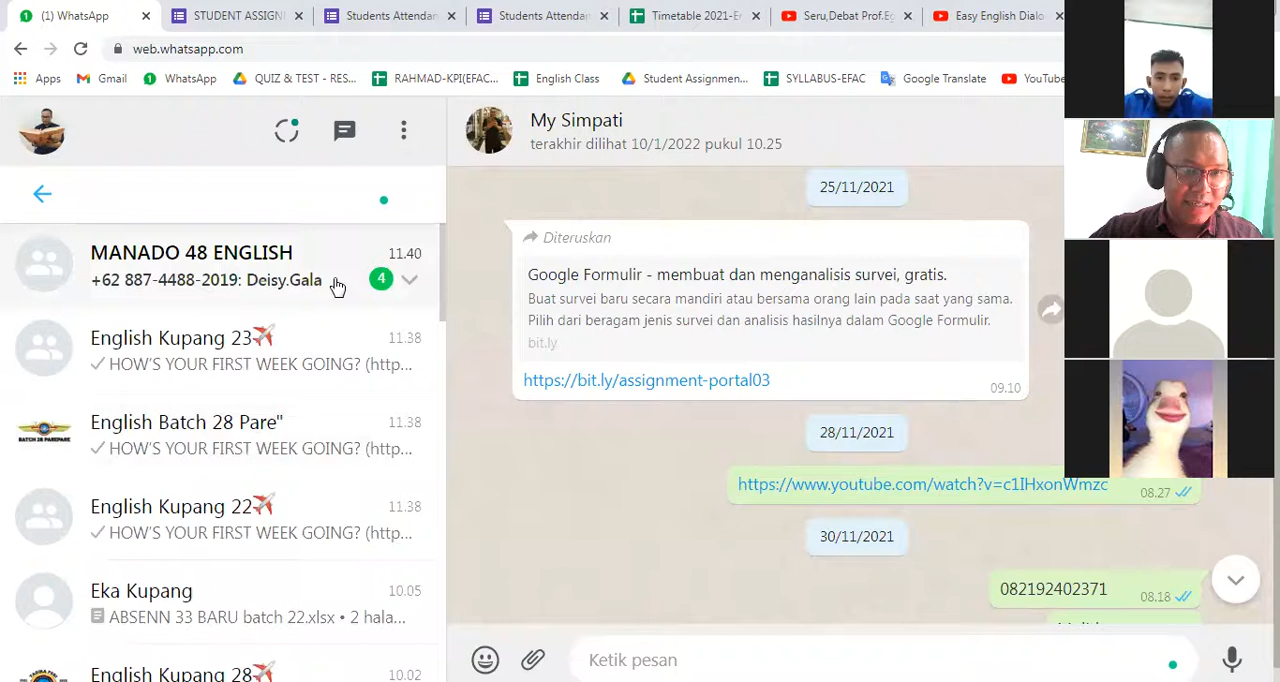 (1) WhatsApp
STUDENT ASSIGN
Students Attendan
Students Attendan
Timetable 2021-E
Seru,Debat Prof.Eg
Easy English Dialo
web.whatsapp.com
Apps
Gmail
WhatsApp
QUIZ & TEST - RES...
RAHMAD-KPI(EFAC...
English Class
Student Assignmen...
SYLLABUS-EFAC
Google Translate
YouTube
My Simpati
terakhir dilihat 10/1/2022 pukul 10.25
MANADO 48 ENGLISH
11.40
+62 887-4488-2019: Deisy.Gala
4
English Kupang 23
11.38
HOW'S YOUR FIRST WEEK GOING? (http...
English Batch 28 Pare"
11.38
HOW'S YOUR FIRST WEEK GOING? (http...
BATCH 28 PAREPARE
English Kupang 22
11.38
HOW'S YOUR FIRST WEEK GOING? (http...
Eka Kupang
10.05
ABSENN 33 BARU batch 22.xlsx • 2 hala...
English Kupang 28
10.02
25/11/2021
Diteruskan
Google Formulir - membuat dan menganalisis survei, gratis.
Buat survei baru secara mandiri atau bersama orang lain pada saat yang sama.
Pilih dari beragam jenis survei dan analisis hasilnya dalam Google Formulir.
bit.ly
https://bit.ly/assignment-portal03
09.10
28/11/2021
https://www.youtube.com/watch?v=c1IHxonWmzc
08.27
30/11/2021
082192402371
08.18
Ketik pesan